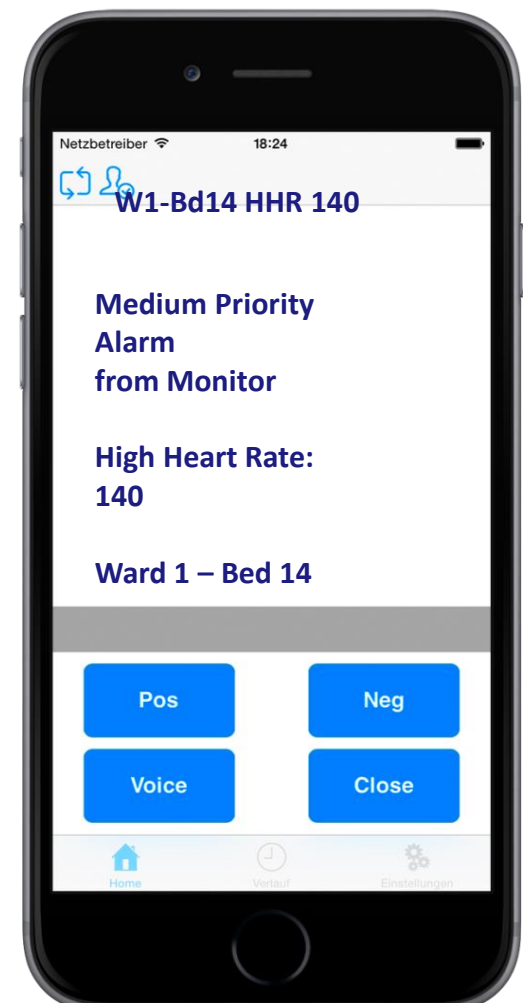 Netzbetreiber 18:24
W1-Bd14 HHR 140
Medium Priority
Alarm
from Monitor
High Heart Rate:
140
Ward 1 – Bed 14
Pos Neg
Voice Close
Home Verlauf Einstellungen